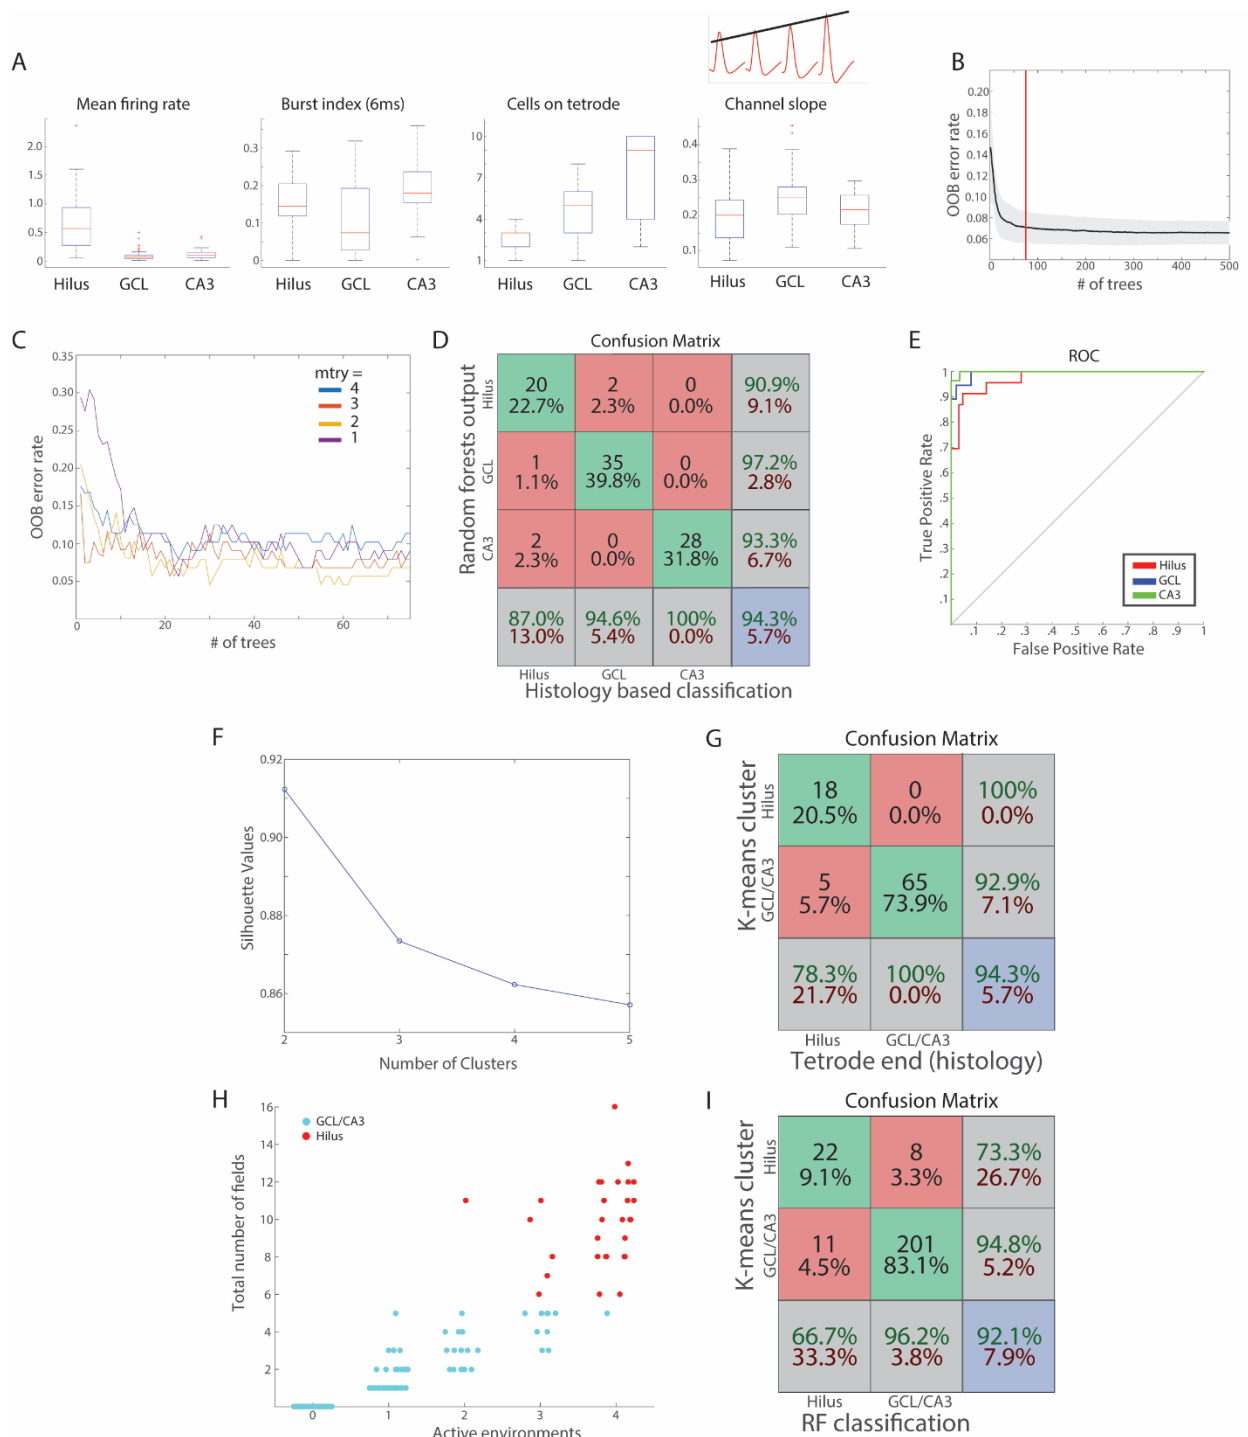 A
Mean firing rate
2.0
1.5
1.0
0.5
0
Hilus GCL CA3
Burst index (6ms)
0.3
0.2
0.1
0
Hilus GCL CA3
Cells on tetrode
10
7
4
1
Hilus GCL CA3
Channel slope
0.4
0.3
0.2
0.1
Hilus GCL CA3
B
OOB error rate
0.20
0.18
0.16
0.14
0.12
0.10
0.08
0.06
0 100 200 300 400 500
# of trees
C
OOB error rate
0.35
0.30
0.25
0.20
0.15
0.10
0.05
0 20 40 60
# of trees
mtry =
4
3
2
1
D
Confusion Matrix
Random forests output
Hilus
20 2 0 90.9%
22.7% 2.3% 0.0% 9.1%
GCL
1 35 0 97.2%
1.1% 39.8% 0.0% 2.8%
CA3
2 0 28 93.3%
2.3% 0.0% 31.8% 6.7%
87.0% 94.6% 100% 94.3%
13.0% 5.4% 0.0% 5.7%
Hilus GCL CA3
Histology based classification
E
ROC
True Positive Rate
1
.9
.8
.7
.6
.5
.4
.3
.2
.1
.1 .2 .3 .4 .5 .6 .7 .8 .9 1
False Positive Rate
Hilus
GCL
CA3
F
Silhouette Values
0.92
0.90
0.88
0.86
2 3 4 5
Number of Clusters
G
Confusion Matrix
K-means cluster
Hilus
18 0 100%
20.5% 0.0% 0.0%
GCL/CA3
5 65 92.9%
5.7% 73.9% 7.1%
78.3% 100% 94.3%
21.7% 0.0% 5.7%
Hilus GCL/CA3
Tetrode end (histology)
H
Total number of fields
16
14
12
10
8
6
4
2
GCL/CA3
Hilus
0 1 2 3 4
Active environments
I
Confusion Matrix
K-means cluster
Hilus
22 8 73.3%
9.1% 3.3% 26.7%
GCL/CA3
11 201 94.8%
4.5% 83.1% 5.2%
66.7% 96.2% 92.1%
33.3% 3.8% 7.9%
Hilus GCL/CA3
RF classification